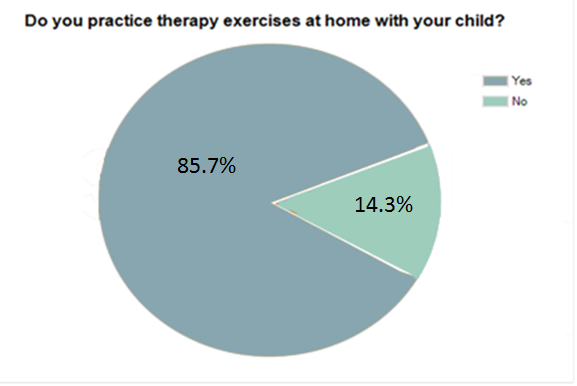 Do you practice therapy exercises at home with your child?
Yes
No
85.7%
14.3%